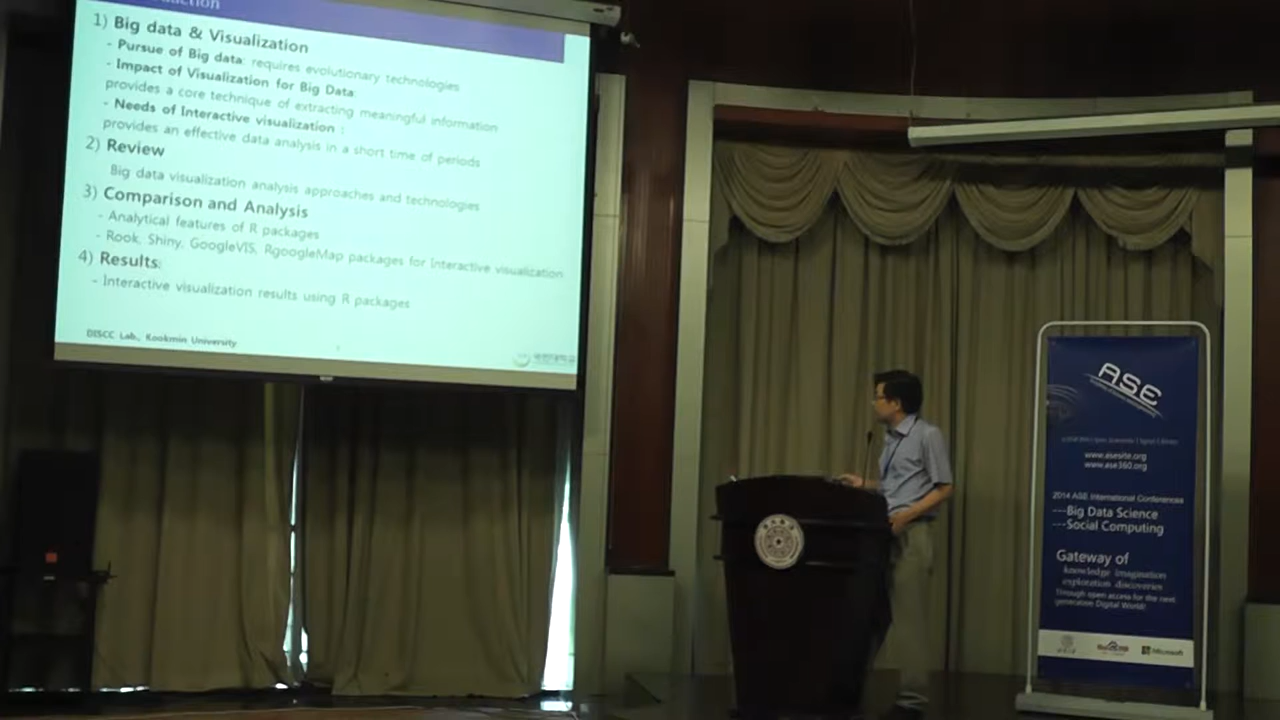 1) Big data & Visualization
- Pursue of Big data: requires evolutionary technologies
- Impact of Visualization for Big Data:
provides a core technique of extracting meaningful information
- Needs of Interactive visualization :
provides an effective data analysis in a short time of periods
2) Review
Big data visualization analysis approaches and technologies
3) Comparison and Analysis
- Analytical features of R packages
- Rook, Shiny, GoogleVIS, RgoogleMap packages for Interactive visualization
4) Results:
- Interactive visualization results using R packages
DISCC Lab., Kookmin University
ASE
www.asesite.org
www.ase360.org
2014 ASE International Conferences
---Big Data Science
---Social Computing
Gateway of
knowledge imagination
exploration discoveries
Through open access for the next
generation Digital World!
Microsoft